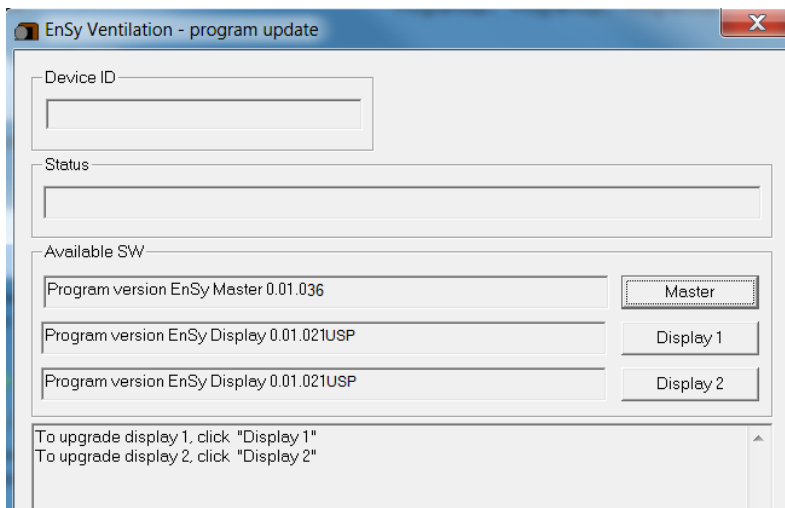 EnSy Ventilation - program update
X
Device ID
Status
Available SW
Program version EnSy Master 0.01.036
Master
Program version EnSy Display 0.01.021USP
Display 1
Program version EnSy Display 0.01.021USP
Display 2
To upgrade display 1, click "Display 1"
To upgrade display 2, click "Display 2"